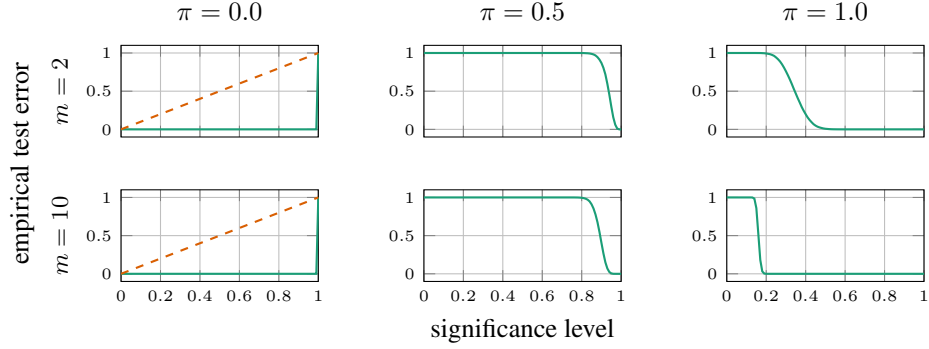 π = 0.0 π = 0.5 π = 1.0
empirical test error
m = 2
1 1 1
0.5 0.5 0.5
0 0 0
m = 10
1 1 1
0.5 0.5 0.5
0 0 0
0 0.2 0.4 0.6 0.8 1 0 0.2 0.4 0.6 0.8 1 0 0.2 0.4 0.6 0.8 1
significance level